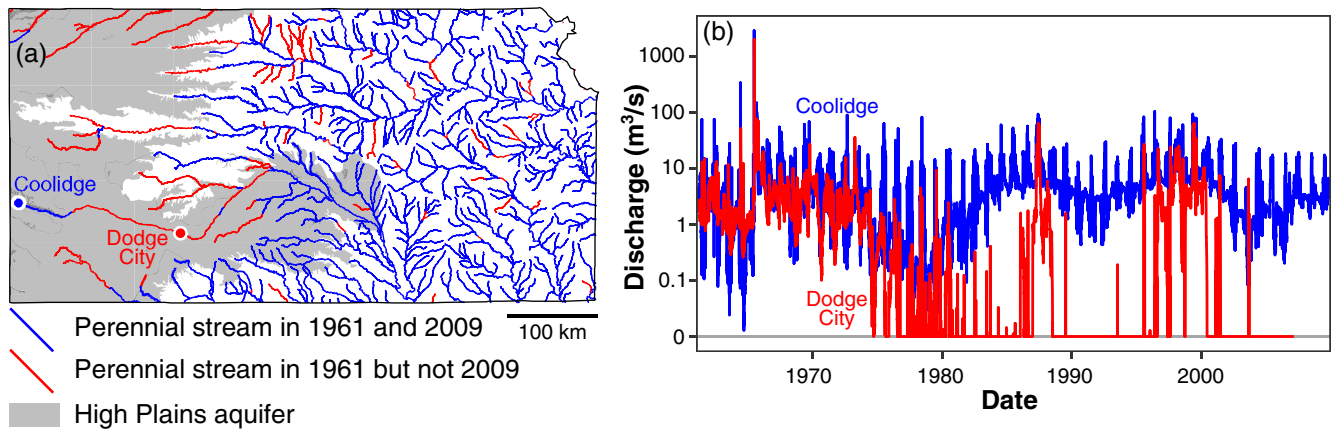 (a)
Coolidge
Dodge
City
Perennial stream in 1961 and 2009
100 km
Perennial stream in 1961 but not 2009
High Plains aquifer
(b)
Coolidge
Dodge
City
Discharge (m³/s)
1000
100
10
1
0.1
0
1970
1980
1990
2000
Date